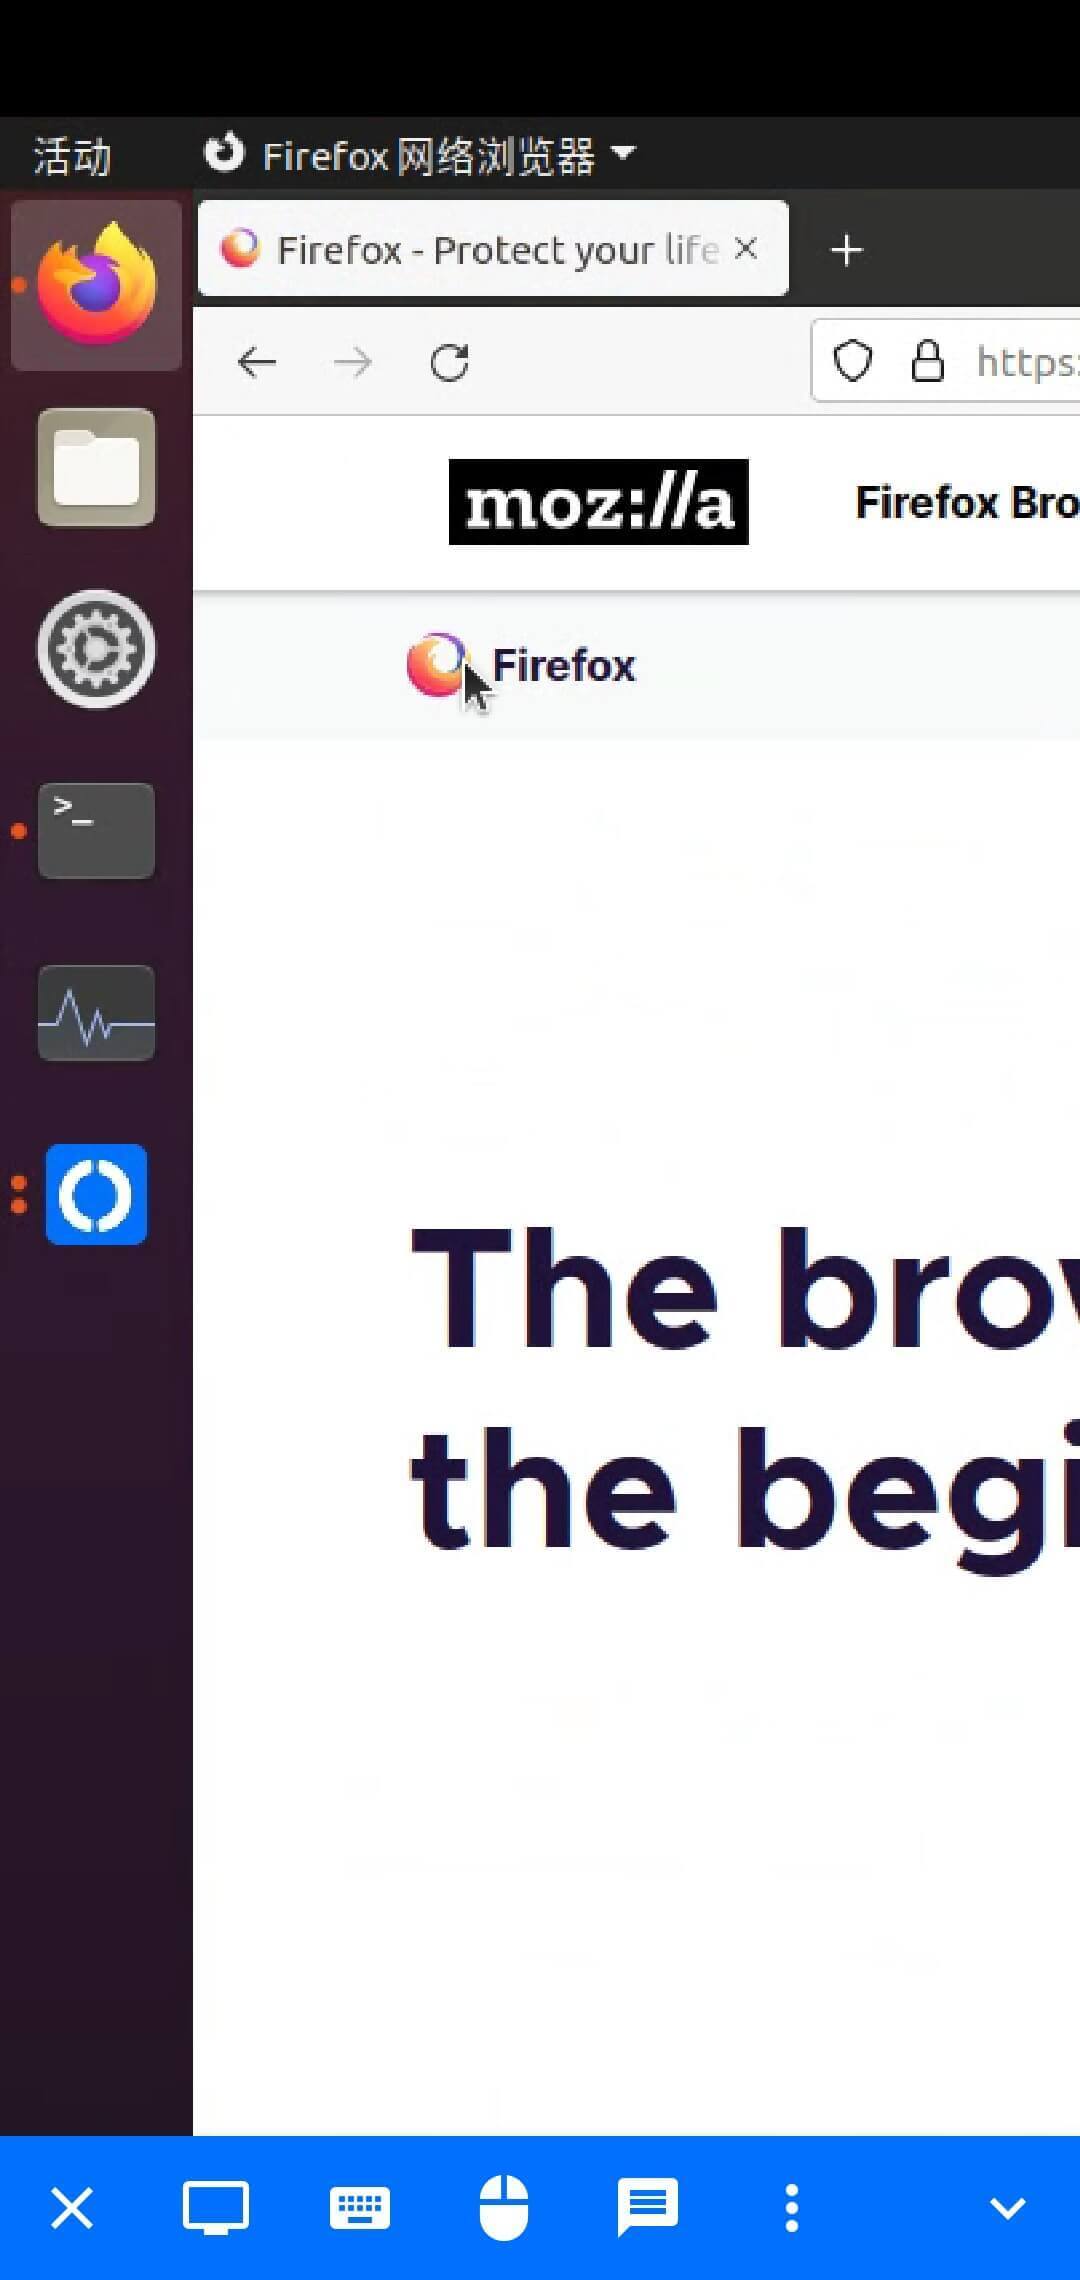 活动 Firefox 网络浏览器
Firefox - Protect your life
https:
moz://a Firefox Bro
Firefox
>_
The brow
the begi